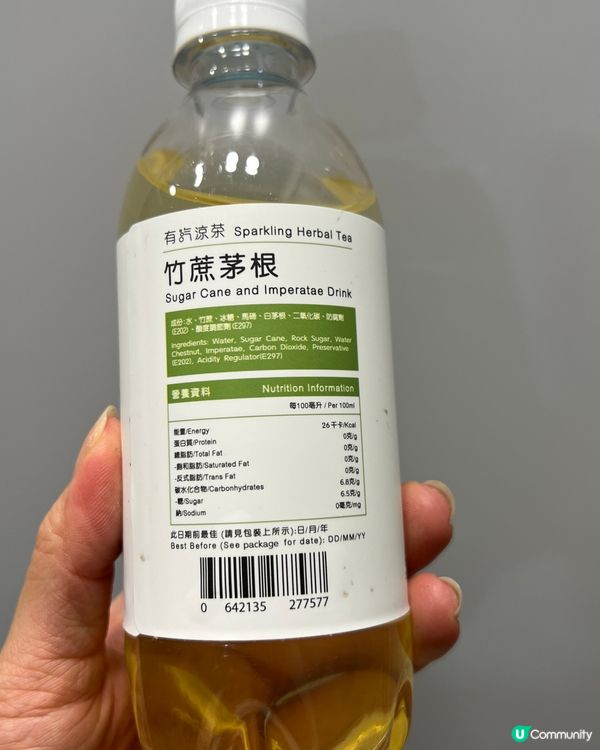 有汽涼茶 Sparkling Herbal Tea
竹蔗茅根
Sugar Cane and Imperatae Drink
成份:水、竹蔗、冰糖、馬蹄、白茅根、二氧化碳、防腐劑
(E202)、酸度調節劑(E297)
Ingredients: Water, Sugar Cane, Rock Sugar, Water
Chestnut, Imperatae, Carbon Dioxide, Preservative
(E202), Acidity Regulator(E297)
營養資料 Nutrition Information
每100毫升 / Per 100ml
能量/Energy 26千卡/Kcal
蛋白質/Protein 0克/g
總脂肪/Total Fat 0克/g
-飽和脂肪/Saturated Fat 0克/g
-反式脂肪/Trans Fat 0克/g
碳水化合物/Carbonhydrates 6.8克/g
-糖/Sugar 6.5克/g
鈉/Sodium 0毫克/mg
此日期前最佳 (請見包裝上所示):日/月/年
Best Before (See package for date): DD/MM/YY
0 642135 277577
U Community